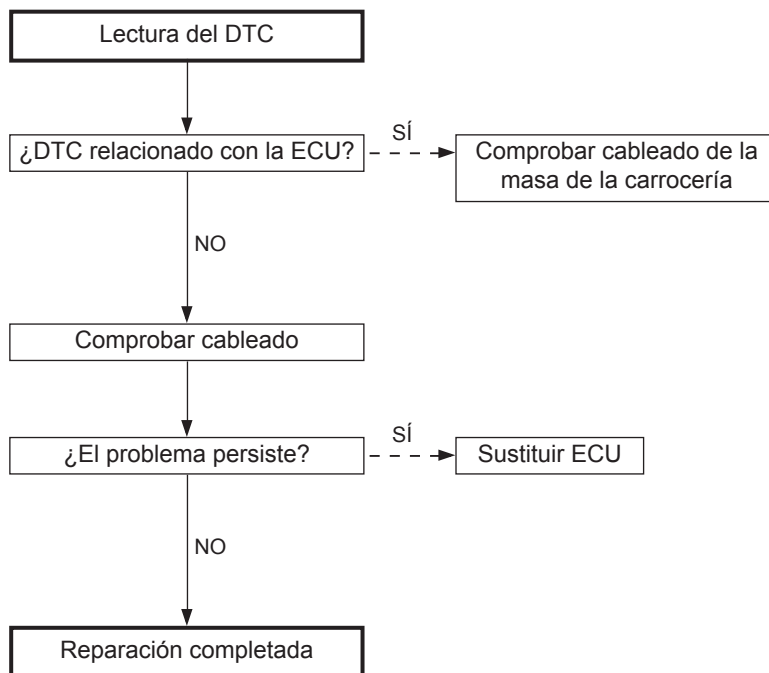 Lectura del DTC
¿DTC relacionado con la ECU?
SÍ
Comprobar cableado de la
masa de la carrocería
NO
Comprobar cableado
¿El problema persiste?
SÍ
Sustituir ECU
NO
Reparación completada